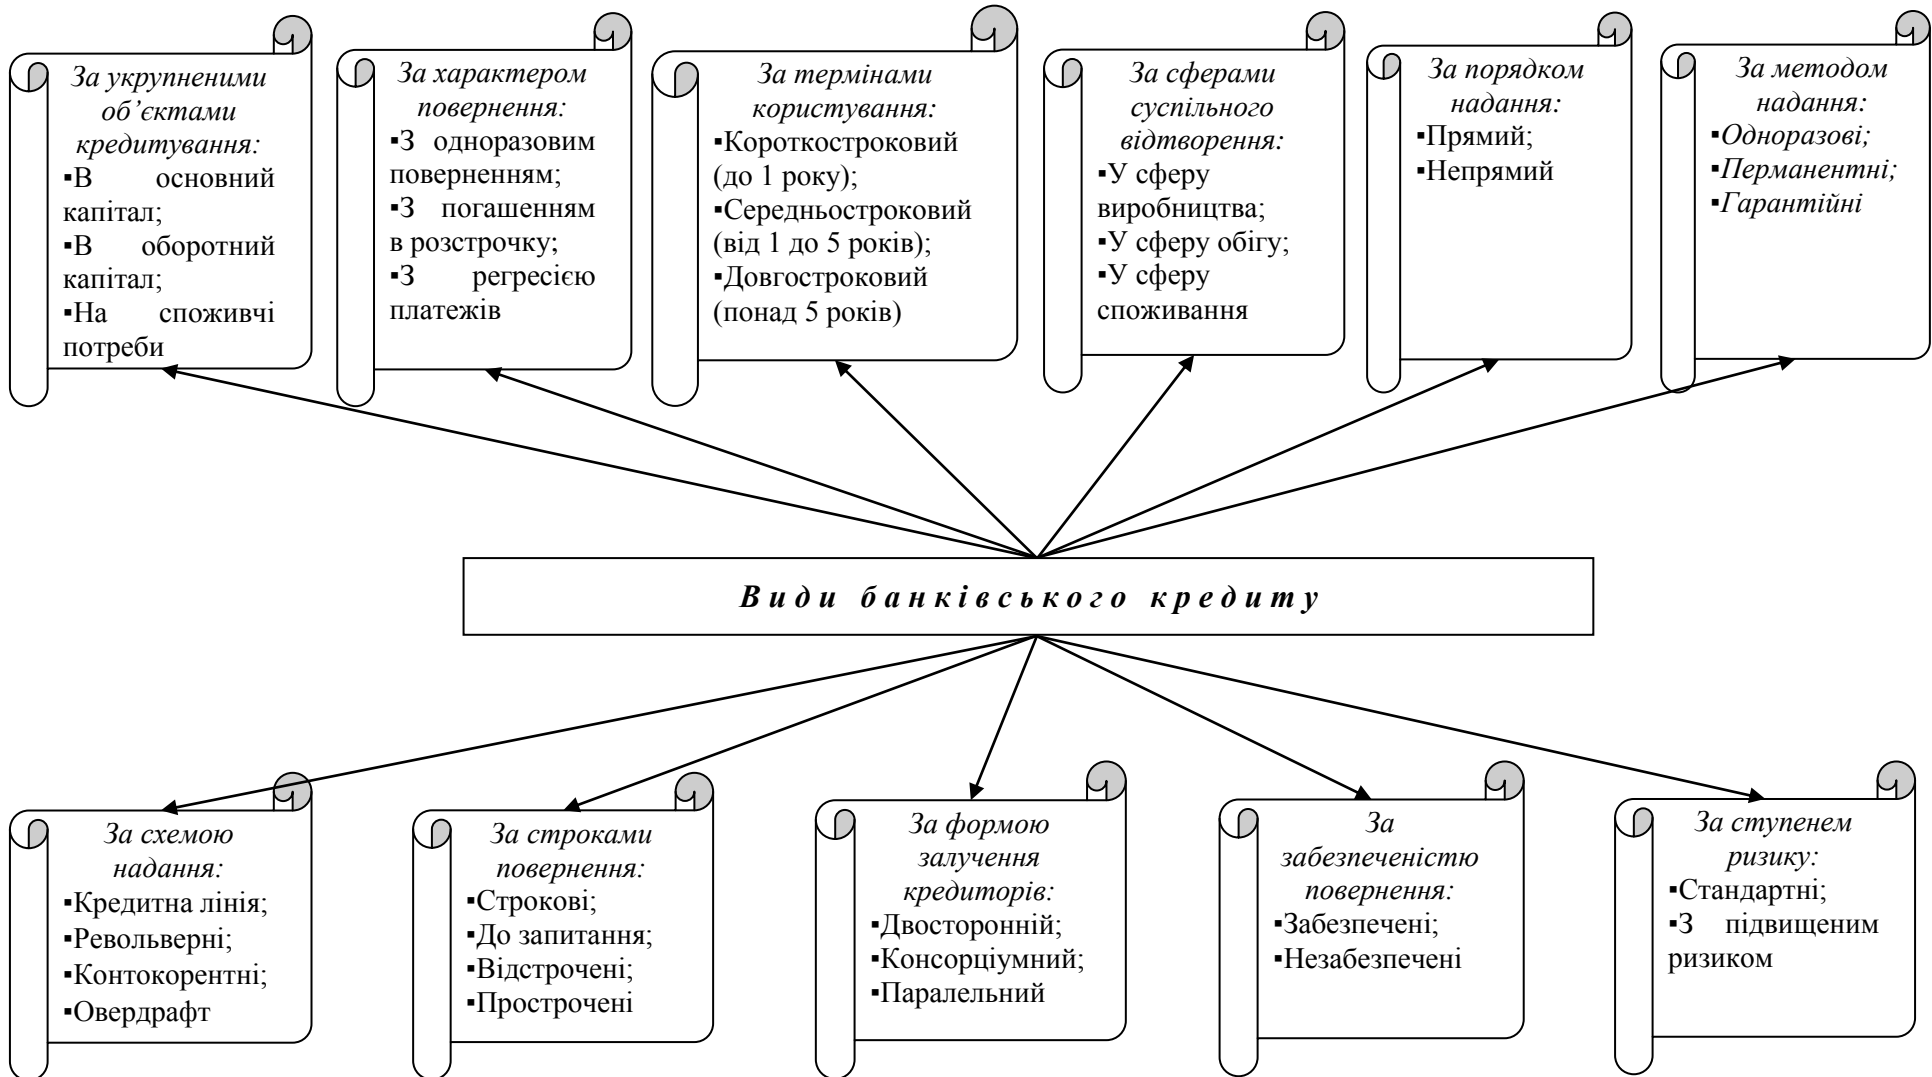 За укрупненими
об’єктами
кредитування:
▪В основний
капітал;
▪В оборотний
капітал;
▪На споживчі
потреби
За характером
повернення:
▪З одноразовим
поверненням;
▪З погашенням
в розстрочку;
▪З регресією
платежів
За термінами
користування:
▪Короткостроковий
(до 1 року);
▪Середньостроковий
(від 1 до 5 років);
▪Довгостроковий
(понад 5 років)
За сферами
суспільного
відтворення:
▪У сферу
виробництва;
▪У сферу обігу;
▪У сферу
споживання
За порядком
надання:
▪Прямий;
▪Непрямий
За методом
надання:
▪Одноразові;
▪Перманентні;
▪Гарантійні
Види банківського кредиту
За схемою
надання:
▪Кредитна лінія;
▪Револьверні;
▪Контокорентні;
▪Овердрафт
За строками
повернення:
▪Строкові;
▪До запитання;
▪Відстрочені;
▪Прострочені
За формою
залучення
кредиторів:
▪Двосторонній;
▪Консорціумний;
▪Паралельний
За
забезпеченістю
повернення:
▪Забезпечені;
▪Незабезпечені
За ступенем
ризику:
▪Стандартні;
▪З підвищеним
ризиком